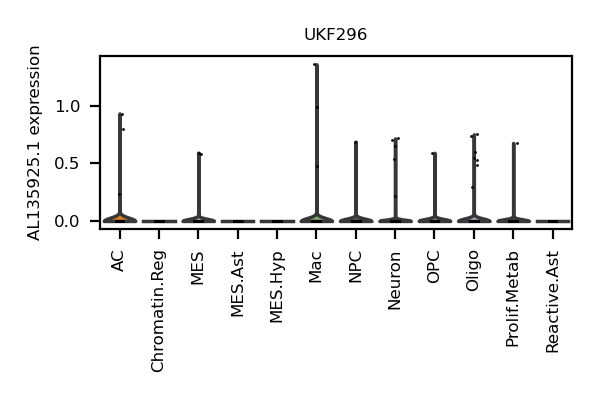 UKF296
AL135925.1 expression
1.0
0.5
0.0
AC
Chromatin.Reg
MES
MES.Ast
MES.Hyp
Mac
NPC
Neuron
OPC
Oligo
Prolif.Metab
Reactive.Ast